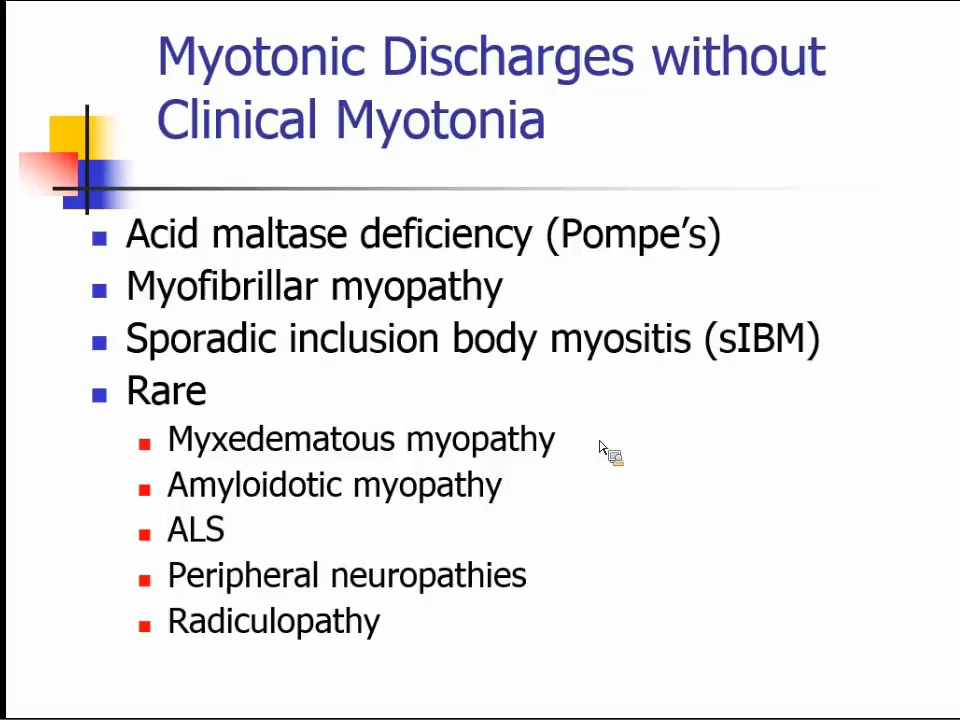 Myotonic Discharges without
Clinical Myotonia
Acid maltase deficiency (Pompe’s)
Myofibrillar myopathy
Sporadic inclusion body myositis (sIBM)
Rare
Myxedematous myopathy
Amyloidotic myopathy
ALS
Peripheral neuropathies
Radiculopathy